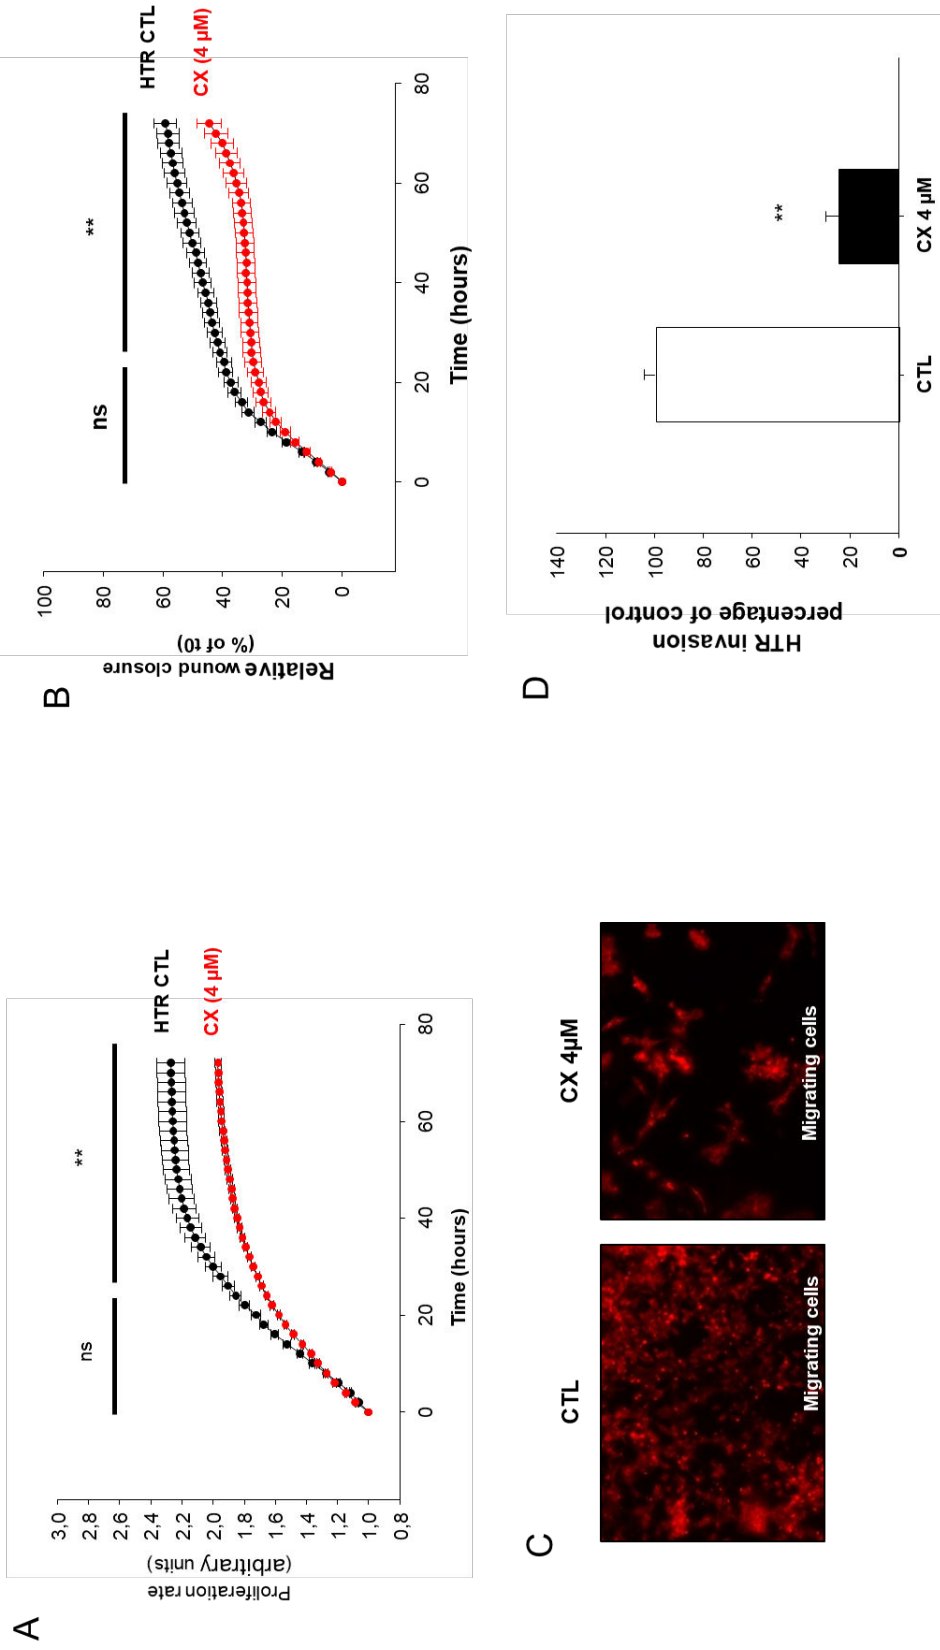 A
Proliferation rate
(arbitrary units)
3,0
2,8
2,6
2,4
2,2
2,0
1,8
1,6
1,4
1,2
1,0
0,8
ns
**
HTR CTL
CX (4 µM)
0
20
40
60
80
Time (hours)
B
Relative wound closure
(% of t0)
100
80
60
40
20
0
ns
**
HTR CTL
CX (4 µM)
0
20
40
60
80
Time (hours)
C
CTL
CX 4µM
Migrating cells
Migrating cells
D
HTR invasion
percentage of control
140
120
100
80
60
40
20
0
**
CTL
CX 4 µM